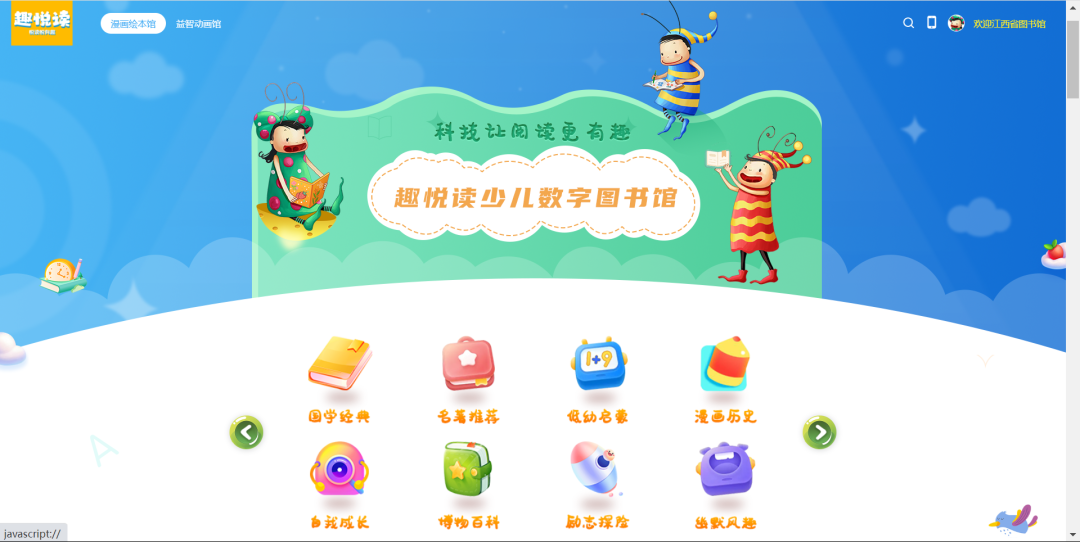 趣悦读
漫画绘本馆 益智动画馆
欢迎江西省图书馆
科技让阅读更有趣
趣悦读少儿数字图书馆
1+9
国学经典 名著推荐 低幼启蒙 漫画历史
自我成长 博物百科 励志探险 幽默风趣
javascript://